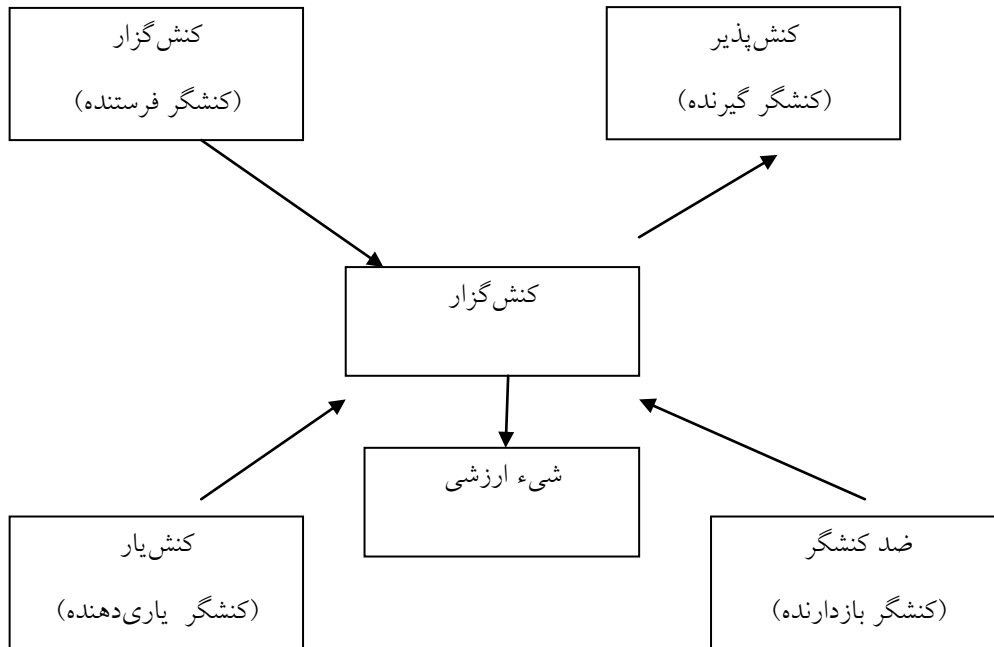 کنش‌پذیر
(کنشگر گیرنده)
کنش‌گزار
(کنشگر فرستنده)
کنش‌گزار
شیء ارزشی
ضد کنشگر
(کنشگر بازدارنده)
کنش‌یار
(کنشگر یاری‌دهنده)